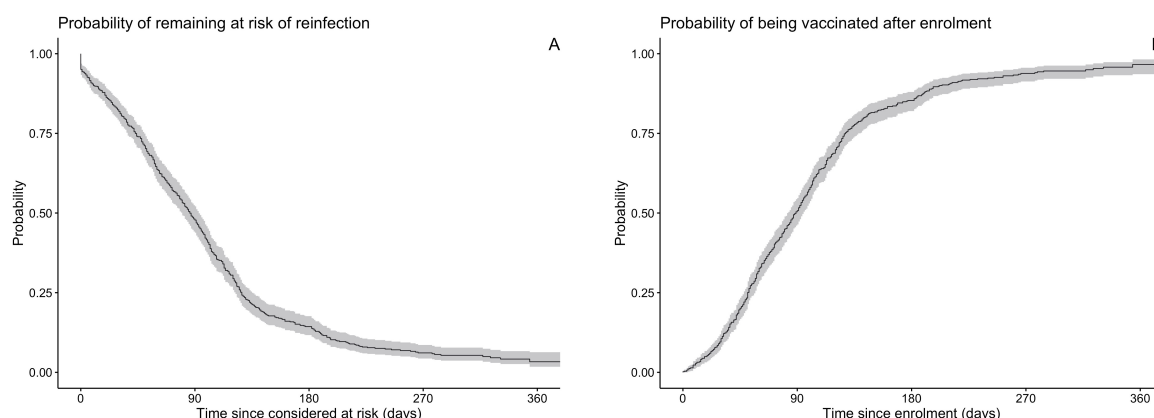 Probability of remaining at risk of reinfection
A
1.00
0.75
0.50
0.25
0.00
Probability
0
90
180
270
360
Time since considered at risk (days)
Probability of being vaccinated after enrolment
1.00
0.75
0.50
0.25
0.00
Probability
0
90
180
270
360
Time since enrolment (days)